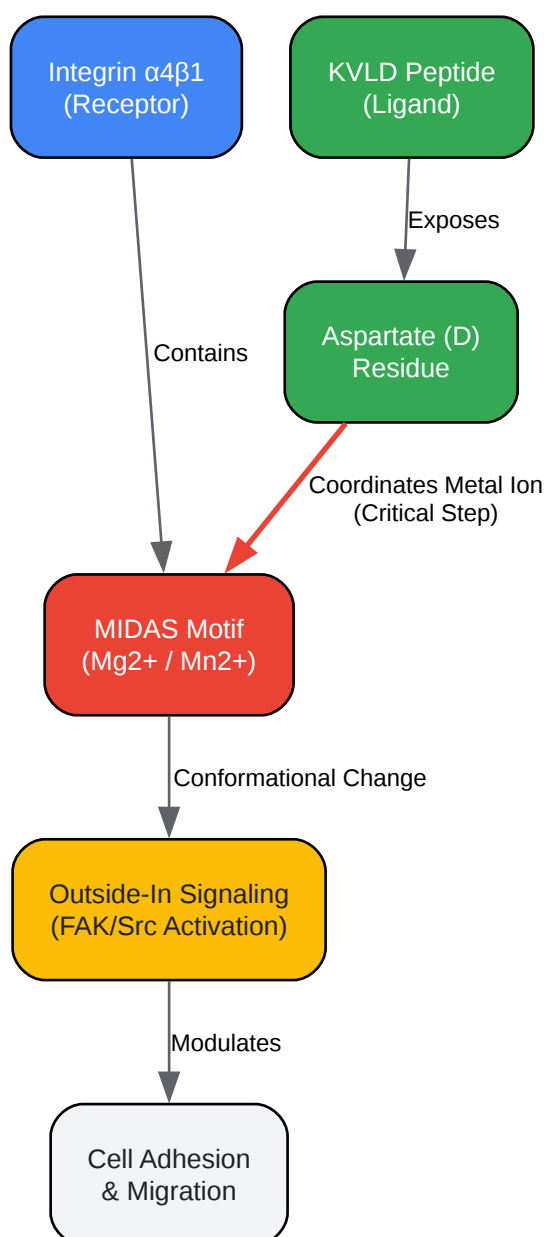 Integrin α4β1
(Receptor)
KVLD Peptide
(Ligand)
Exposes
Aspartate (D)
Residue
Contains
Coordinates Metal Ion
(Critical Step)
MIDAS Motif
(Mg2+ / Mn2+)
Conformational Change
Outside-In Signaling
(FAK/Src Activation)
Modulates
Cell Adhesion
& Migration